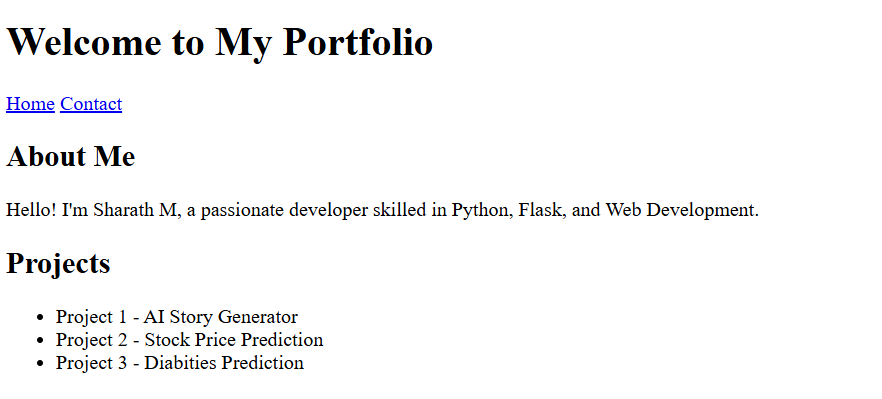 Welcome to My Portfolio
Home Contact
About Me
Hello! I'm Sharath M, a passionate developer skilled in Python, Flask, and Web Development.
Projects
• Project 1 - AI Story Generator
• Project 2 - Stock Price Prediction
• Project 3 - Diabities Prediction